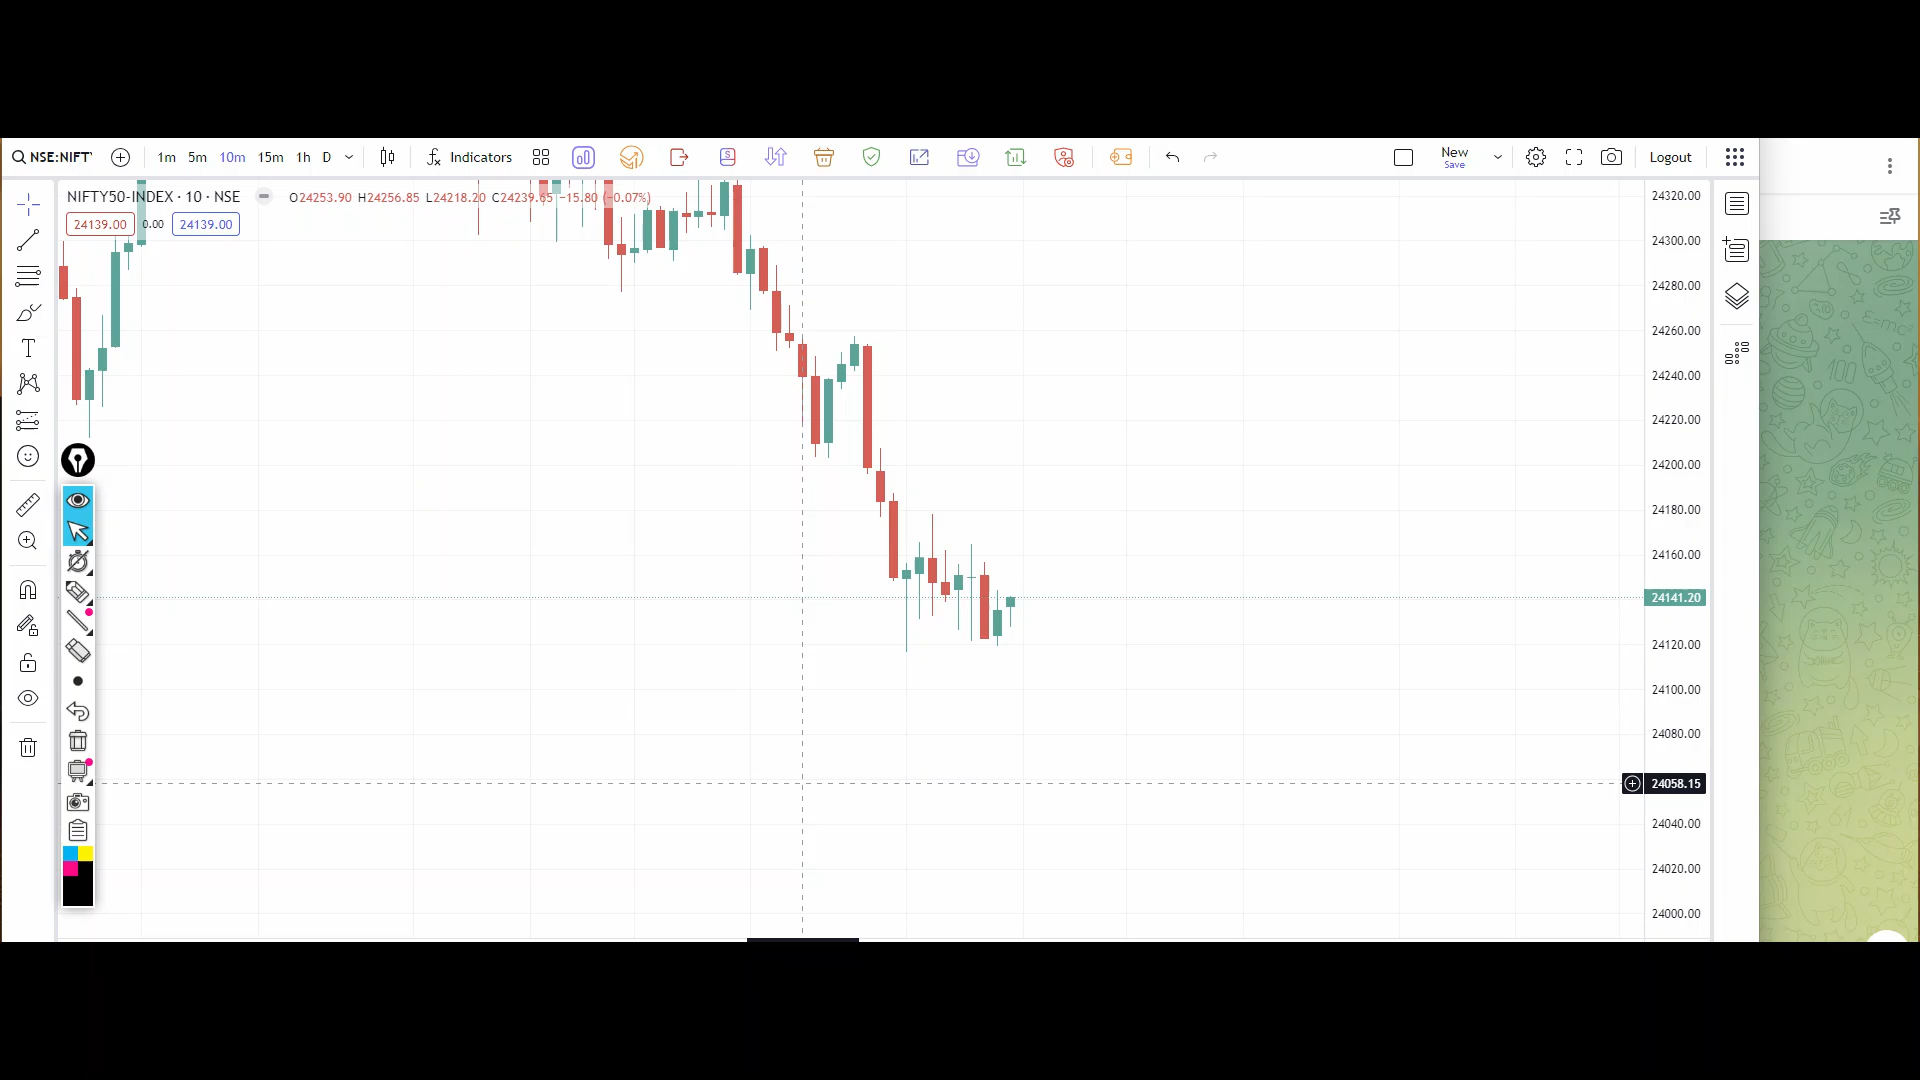 NSE:NIFT
1m 5m 10m 15m 1h D
Indicators
New
Save
Logout
NIFTY50-INDEX · 10 · NSE
O24253.90 H24256.85 L24218.20 C24239.65 −15.80 (−0.07%)
24139.00 0.00 24139.00
24320.00
24300.00
24280.00
24260.00
24240.00
24220.00
24200.00
24180.00
24160.00
24141.20
24120.00
24100.00
24080.00
24058.15
24040.00
24020.00
24000.00